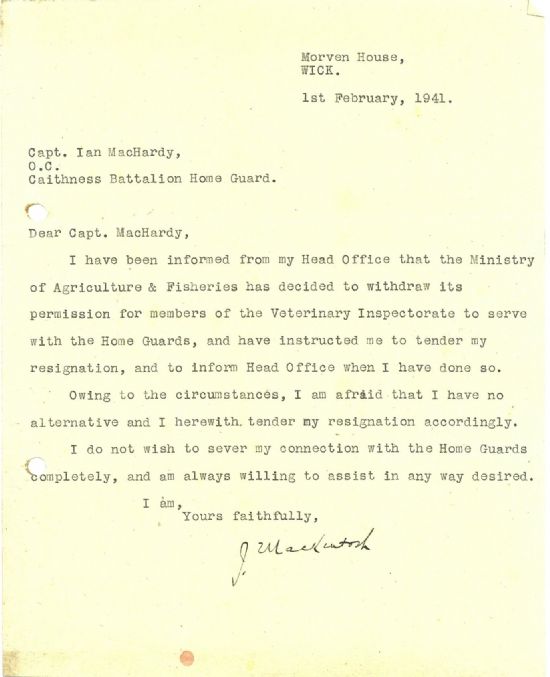 Morven House,
WICK.
1st February, 1941.
Capt. Ian MacHardy,
O.C.
Caithness Battalion Home Guard.
Dear Capt. MacHardy,
I have been informed from my Head Office that the Ministry
of Agriculture & Fisheries has decided to withdraw its
permission for members of the Veterinary Inspectorate to serve
with the Home Guards, and have instructed me to tender my
resignation, and to inform Head Office when I have done so.
Owing to the circumstances, I am afraid that I have no
alternative and I herewith tender my resignation accordingly.
I do not wish to sever my connection with the Home Guards
completely, and am always willing to assist in any way desired.
I am,
Yours faithfully,
J. Mackintosh